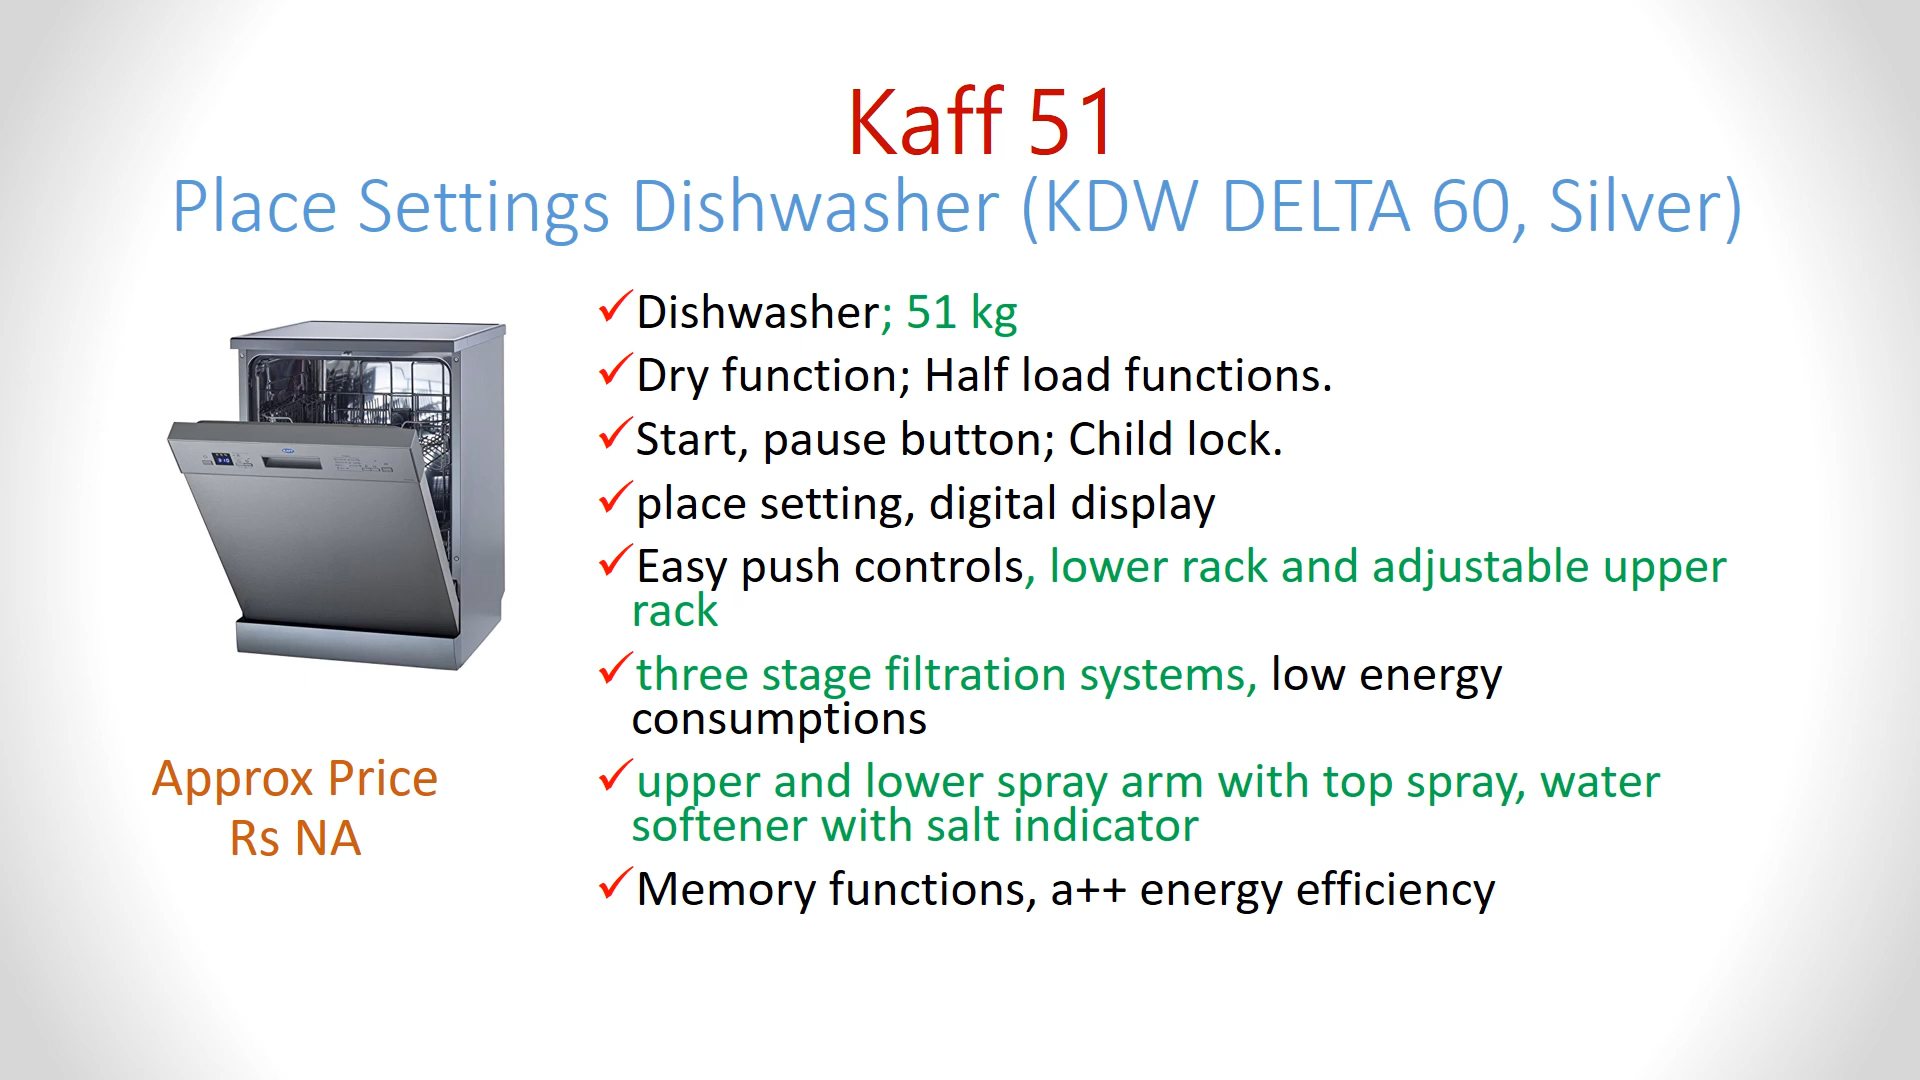 Kaff 51
Place Settings Dishwasher (KDW DELTA 60, Silver)
Dishwasher; 51 kg
Dry function; Half load functions.
Start, pause button; Child lock.
place setting, digital display
Easy push controls, lower rack and adjustable upper
rack
three stage filtration systems, low energy
consumptions
upper and lower spray arm with top spray, water
softener with salt indicator
Memory functions, a++ energy efficiency
Approx Price
Rs NA